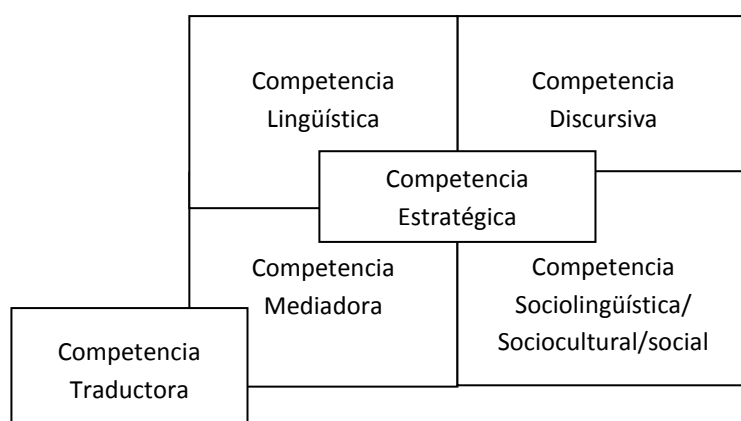 Competencia
Lingüística
Competencia
Discursiva
Competencia
Estratégica
Competencia
Mediadora
Competencia
Sociolingüística/
Sociocultural/social
Competencia
Traductora